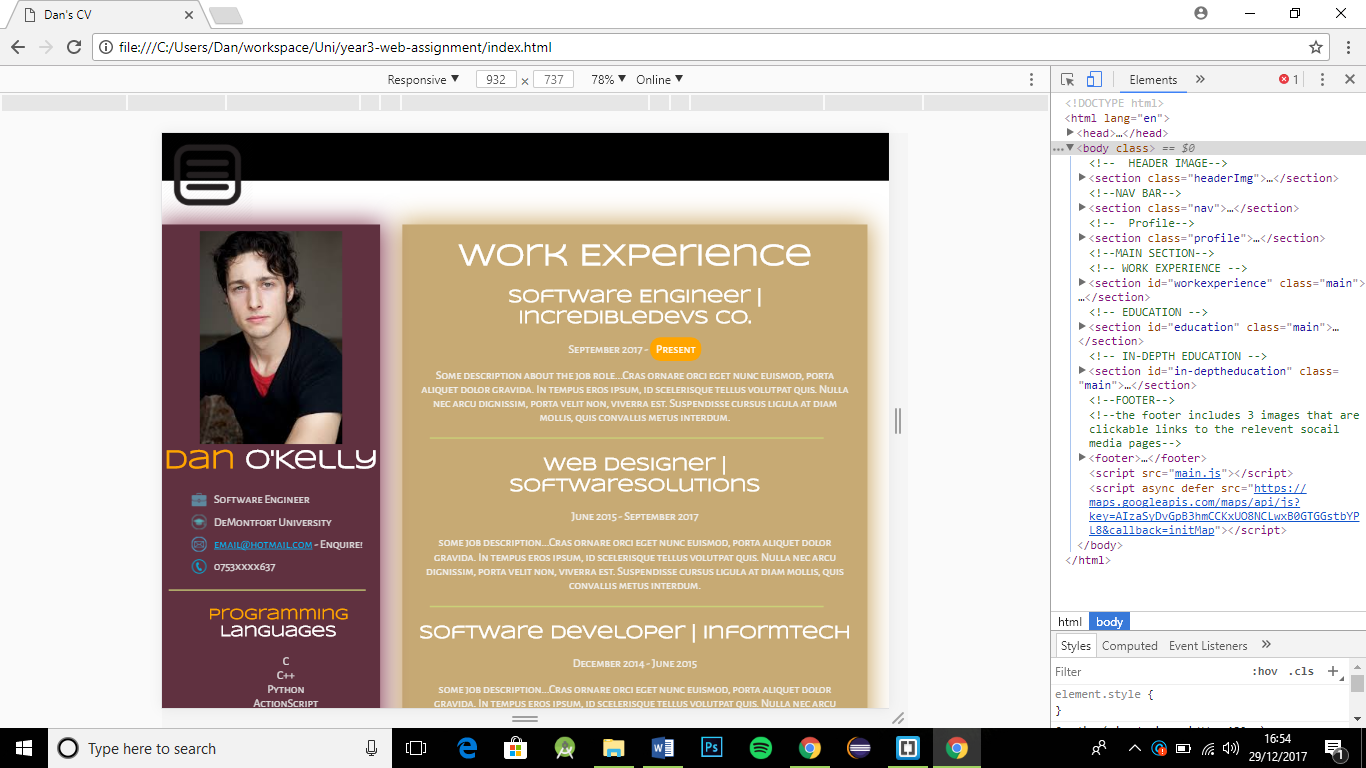 Dan's CV
file:///C:/Users/Dan/workspace/Uni/year3-web-assignment/index.html
Responsive ▼ 932 × 737 78% ▼ Online ▼
Elements » 1
Work Experience
Software Engineer |
IncredibleDevs Co.
September 2017 - Present
Some description about the job role...Cras ornare orci eget nunc euismod, porta
aliquet dolor gravida. In tempus eros ipsum, id scelerisque tellus volutpat quis. Nulla
nec arcu dignissim, porta velit non, viverra est. Suspendisse cursus ligula at diam
mollis, quis convallis metus interdum.
Web Designer |
SoftwareSolutions
June 2015 - September 2017
some job description...Cras ornare orci eget nunc euismod, porta aliquet dolor
gravida. In tempus eros ipsum, id scelerisque tellus volutpat quis. Nulla nec arcu
dignissim, porta velit non, viverra est. Suspendisse cursus ligula at diam mollis, quis
convallis metus interdum.
Software Developer | InformTech
December 2014 - June 2015
some job description...Cras ornare orci eget nunc euismod, porta aliquet dolor
gravida. In tempus eros ipsum, id scelerisque tellus volutpat quis. Nulla nec arcu
Dan O'Kelly
Software Engineer
DeMontfort University
email@hotmail.com - Enquire!
0753xxxx637
Programming
Languages
C
C++
Python
ActionScript
<!DOCTYPE html>
<html lang="en">
<head>…</head>
<body class> == $0
<!-- HEADER IMAGE-->
<section class="headerImg">…</section>
<!--NAV BAR-->
<section class="nav">…</section>
<!-- Profile-->
<section class="profile">…</section>
<!--MAIN SECTION-->
<!-- WORK EXPERIENCE -->
<section id="workexperience" class="main">
…</section>
<!-- EDUCATION -->
<section id="education" class="main">…
</section>
<!-- IN-DEPTH EDUCATION -->
<section id="in-deptheducation" class=
"main">…</section>
<!--FOOTER-->
<!--the footer includes 3 images that are
clickable links to the relevent socail
media pages-->
<footer>…</footer>
<script src="main.js"></script>
<script async defer src="https://
maps.googleapis.com/maps/api/js?
key=AIzaSyDvGpB3hmCCKxUO8NCLwxB0GTGGstbYP
L8&callback=initMap"></script>
</body>
</html>
html body
Styles Computed Event Listeners »
Filter :hov .cls +
element.style {
}
Type here to search
16:54
29/12/2017